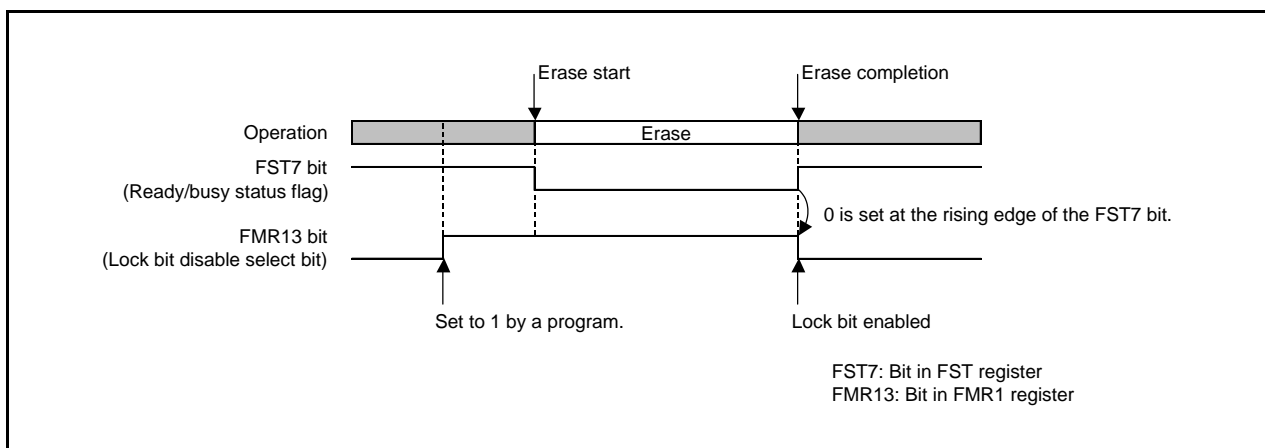 Erase start
Erase completion
Operation
Erase
FST7 bit
(Ready/busy status flag)
0 is set at the rising edge of the FST7 bit.
FMR13 bit
(Lock bit disable select bit)
Set to 1 by a program.
Lock bit enabled
FST7: Bit in FST register
FMR13: Bit in FMR1 register